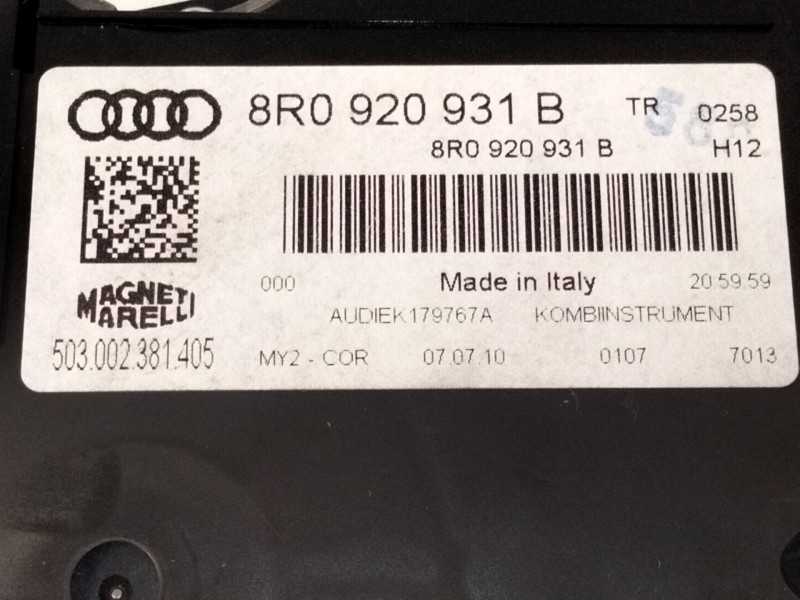 8R0 920 931 B TR 0258
8R0 920 931 B H12
000 Made in Italy 20:59:59
MAGNETI
MARELLI
AUDIEK179767A KOMBIINSTRUMENT
503.002.381.405 MY2 - COR 07.07.10 0107 7013